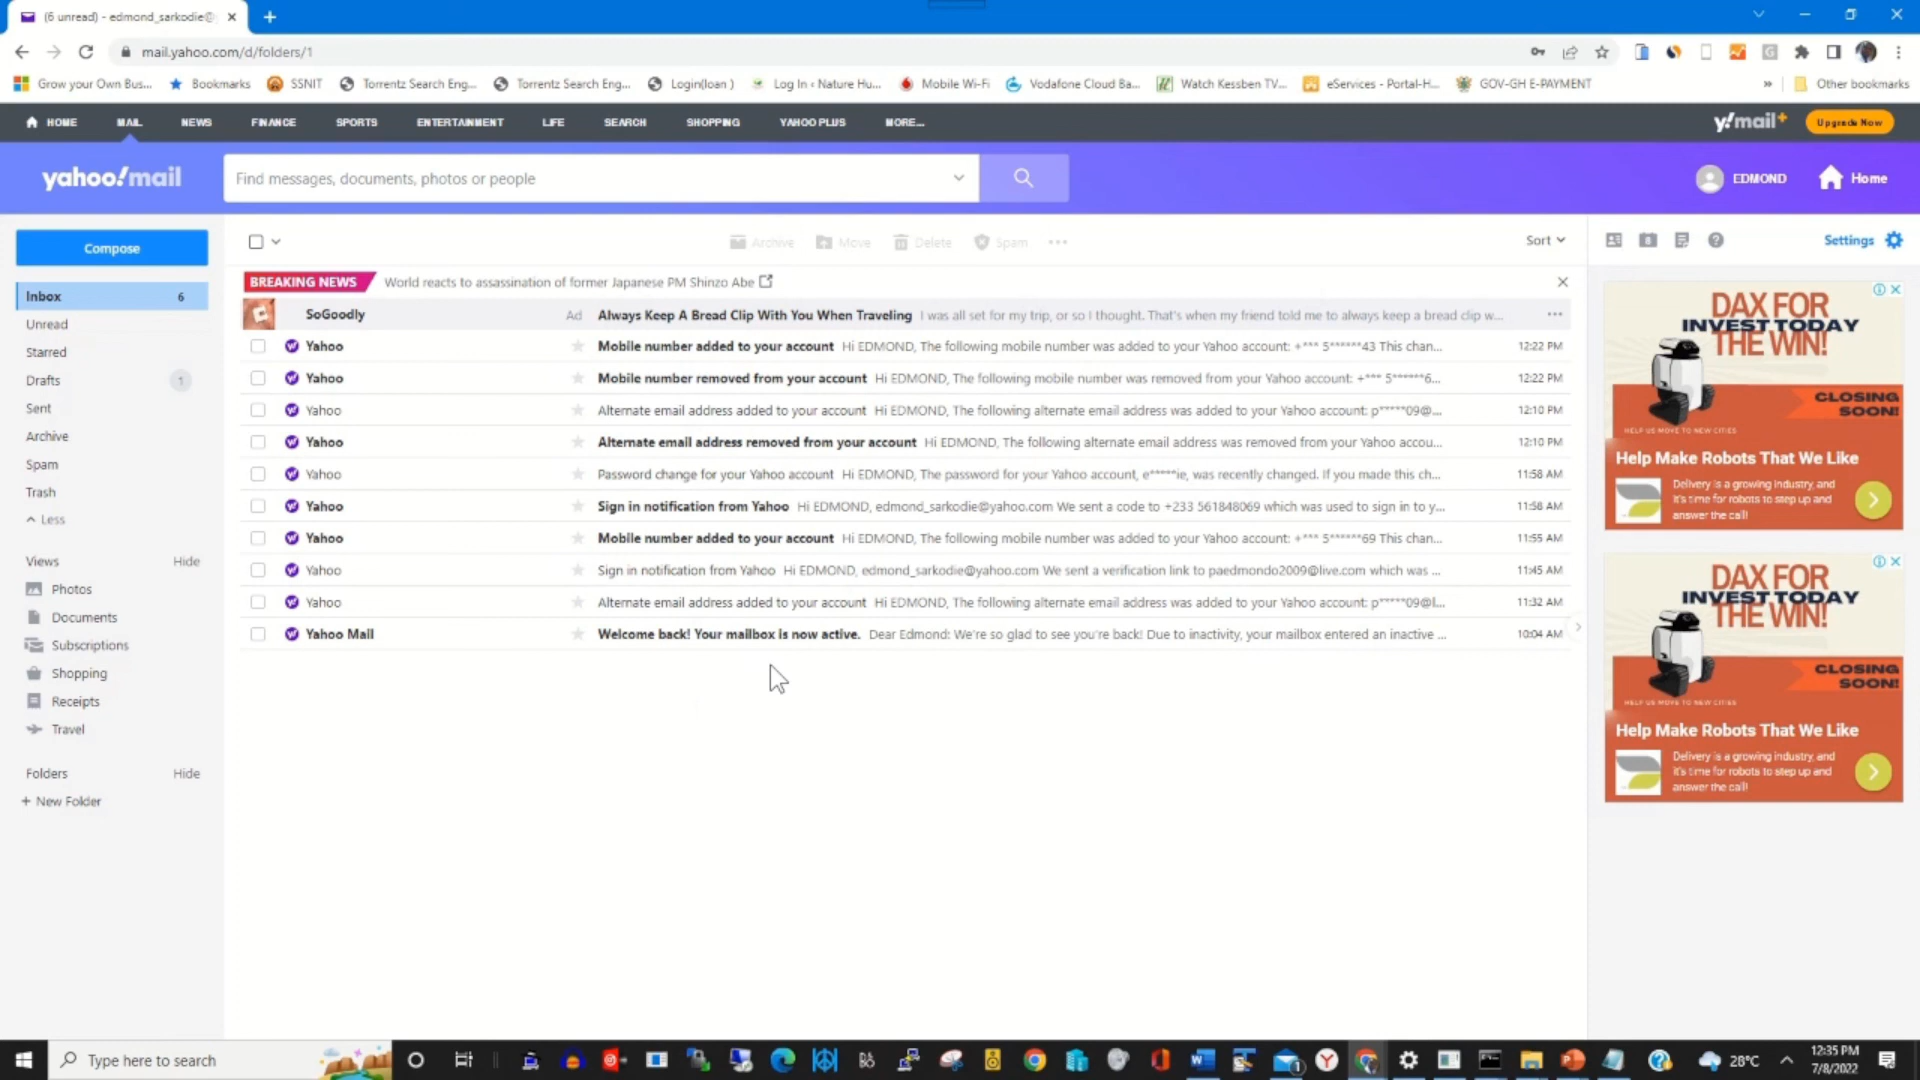 (6 unread) - edmond_sarkodie@
mail.yahoo.com/d/folders/1
Grow your Own Bus...
Bookmarks
SSNIT
Torrentz Search Eng...
Torrentz Search Eng...
Login(loan )
Log In ‹ Nature Hu...
Mobile Wi-Fi
Vodafone Cloud Ba...
Watch Kessben TV...
eServices - Portal-H...
GOV-GH E-PAYMENT
»
Other bookmarks
HOME
MAIL
NEWS
FINANCE
SPORTS
ENTERTAINMENT
LIFE
SEARCH
SHOPPING
YAHOO PLUS
MORE...
y!mail+
Upgrade Now
yahoo!mail
Find messages, documents, photos or people
EDMOND
Home
Compose
Archive
Move
Delete
Spam
Sort
Settings
Inbox 6
Unread
Starred
Drafts 1
Sent
Archive
Spam
Trash
Less
Views Hide
Photos
Documents
Subscriptions
Shopping
Receipts
Travel
Folders Hide
+ New Folder
BREAKING NEWS World reacts to assassination of former Japanese PM Shinzo Abe
SoGoodly Ad Always Keep A Bread Clip With You When Traveling I was all set for my trip, or so I thought. That's when my friend told me to always keep a bread clip w...
Yahoo Mobile number added to your account Hi EDMOND, The following mobile number was added to your Yahoo account: +*** 5******43 This chan... 12:22 PM
Yahoo Mobile number removed from your account Hi EDMOND, The following mobile number was removed from your Yahoo account: +*** 5******6... 12:22 PM
Yahoo Alternate email address added to your account Hi EDMOND, The following alternate email address was added to your Yahoo account: p*****09@... 12:10 PM
Yahoo Alternate email address removed from your account Hi EDMOND, The following alternate email address was removed from your Yahoo accou... 12:10 PM
Yahoo Password change for your Yahoo account Hi EDMOND, The password for your Yahoo account, e*****ie, was recently changed. If you made this ch... 11:58 AM
Yahoo Sign in notification from Yahoo Hi EDMOND, edmond_sarkodie@yahoo.com We sent a code to +233 561848069 which was used to sign in to y... 11:58 AM
Yahoo Mobile number added to your account Hi EDMOND, The following mobile number was added to your Yahoo account: +*** 5******69 This chan... 11:55 AM
Yahoo Sign in notification from Yahoo Hi EDMOND, edmond_sarkodie@yahoo.com We sent a verification link to paedmondo2009@live.com which was ... 11:45 AM
Yahoo Alternate email address added to your account Hi EDMOND, The following alternate email address was added to your Yahoo account: p*****09@l... 11:32 AM
Yahoo Mail Welcome back! Your mailbox is now active. Dear Edmond: We're so glad to see you're back! Due to inactivity, your mailbox entered an inactive ... 10:04 AM
DAX FOR
INVEST TODAY
THE WIN!
CLOSING
SOON!
HELP US MOVE TO NEW CITIES
Help Make Robots That We Like
Delivery is a growing industry, and
it's time for robots to step up and
answer the call!
DAX FOR
INVEST TODAY
THE WIN!
CLOSING
SOON!
HELP US MOVE TO NEW CITIES
Help Make Robots That We Like
Delivery is a growing industry, and
it's time for robots to step up and
answer the call!
Type here to search
28°C
12:35 PM
7/8/2022